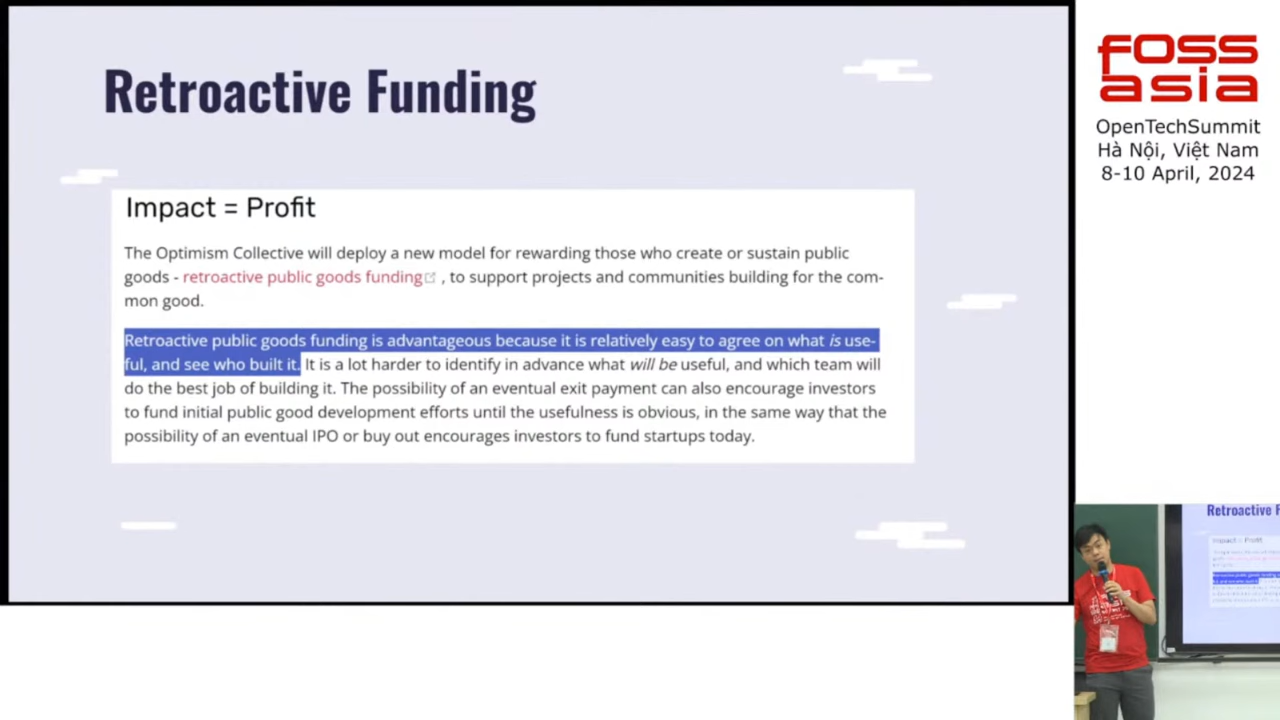 Retroactive Funding
Impact = Profit
The Optimism Collective will deploy a new model for rewarding those who create or sustain public
goods - retroactive public goods funding , to support projects and communities building for the com-
mon good.
Retroactive public goods funding is advantageous because it is relatively easy to agree on what is use-
ful, and see who built it. It is a lot harder to identify in advance what will be useful, and which team will
do the best job of building it. The possibility of an eventual exit payment can also encourage investors
to fund initial public good development efforts until the usefulness is obvious, in the same way that the
possibility of an eventual IPO or buy out encourages investors to fund startups today.
FOSS
asia
OpenTechSummit
Hà Nội, Việt Nam
8-10 April, 2024
Retroactive F
Impact = Profit